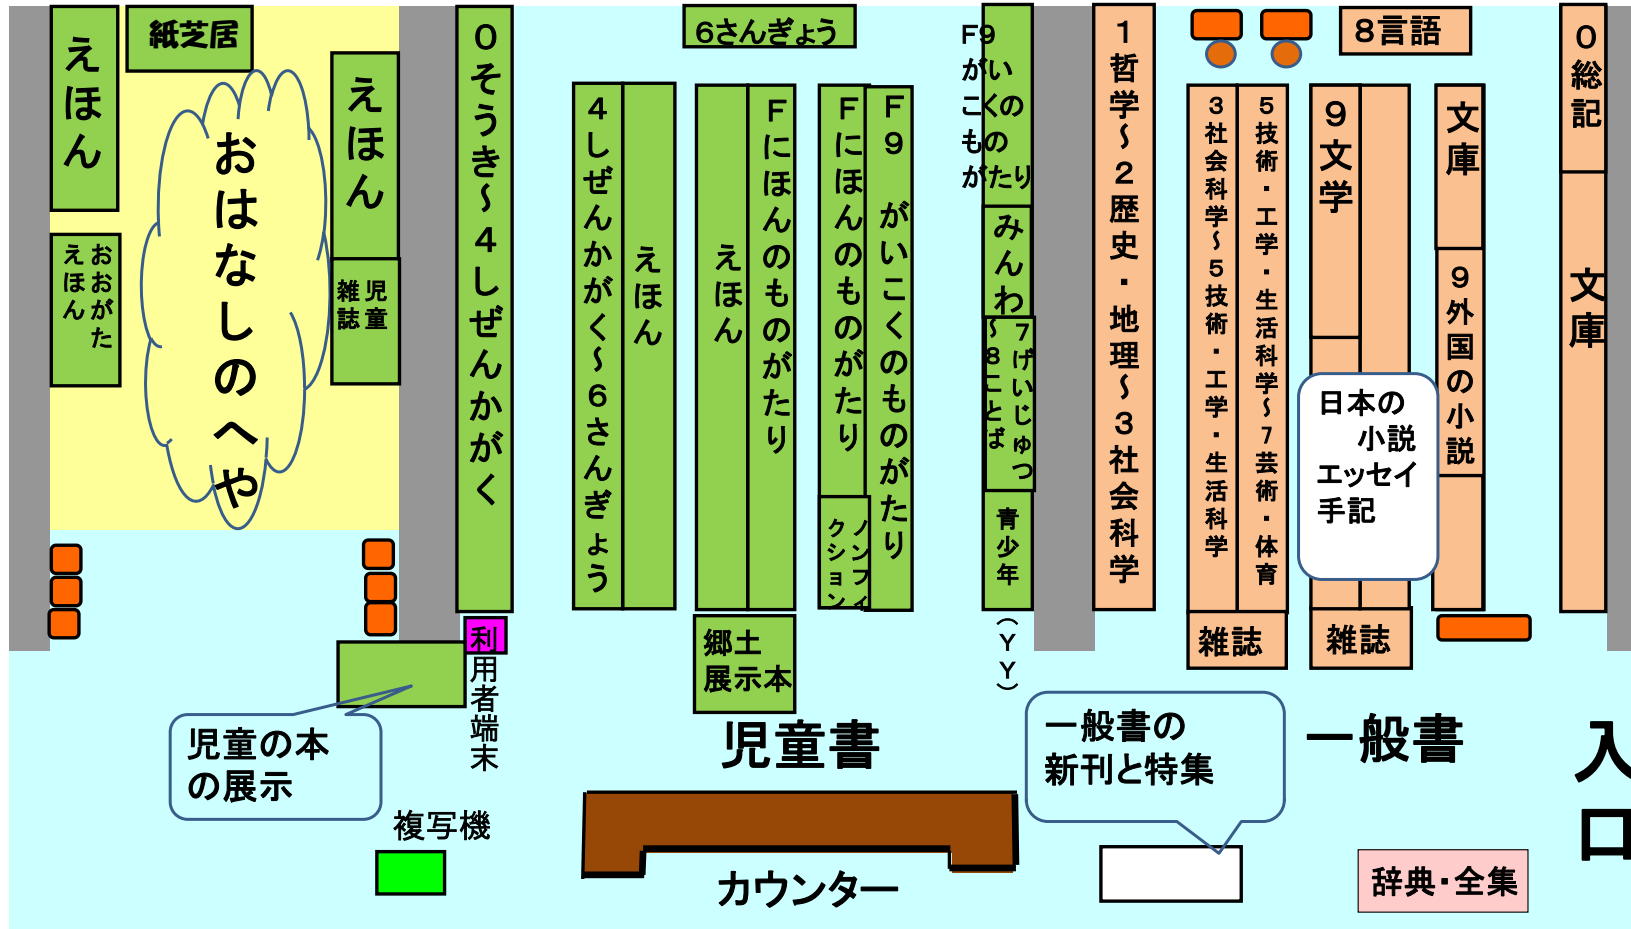 えほん
紙芝居
えほん
おはなしのへや
おおがた
えほん
児童
雑誌
0そうき～4しぜんかがく
6さんぎょう
4しぜんかがく～6さんぎょう
えほん
えほん
Fにほんのものがたり
Fにほんのものがたり
F9 がいこくのものがたり
ノンフィ
クション
F9
がい
こくの
もの
がたり
みんわ
7げいじゅつ
～8ことば
青少年
(YY)
1哲学～2歴史・地理～3社会科学
3社会科学～5技術・工学・生活科学
5技術・工学・生活科学～7芸術・体育
8言語
9文学
日本の
小説
エッセイ
手記
文庫
9外国の小説
0総記
文庫
雑誌
雑誌
利用者端末
郷土
展示本
児童の本
の展示
児童書
一般書の
新刊と特集
一般書
入口
複写機
カウンター
辞典・全集